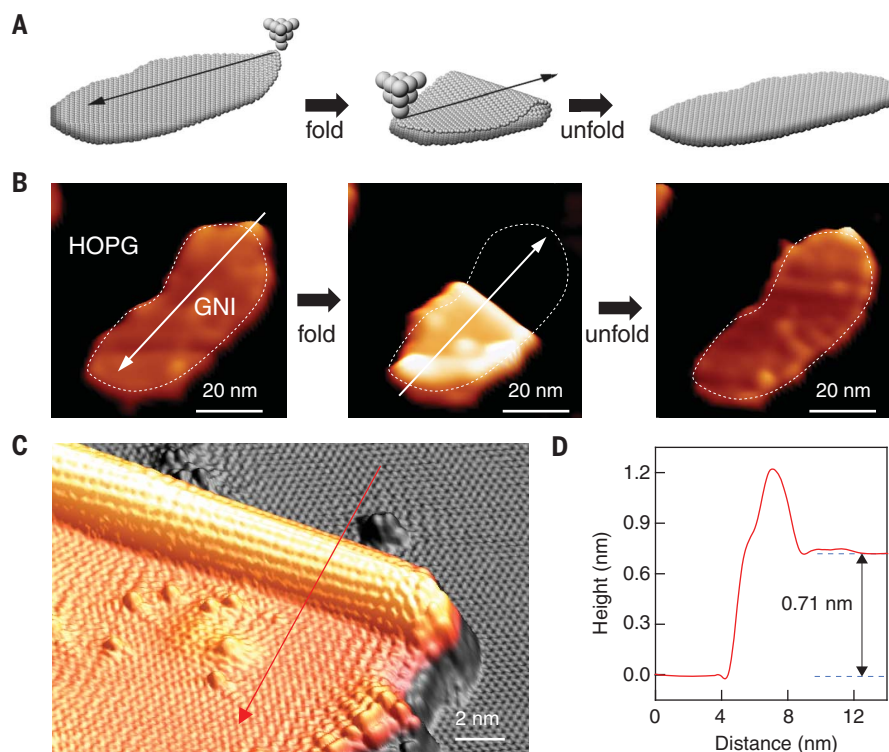 A
fold
unfold
B
HOPG
GNI
20 nm
fold
20 nm
unfold
20 nm
C
2 nm
D
1.2
0.9
0.6
0.3
0.0
0.71 nm
Height (nm)
0
4
8
12
Distance (nm)